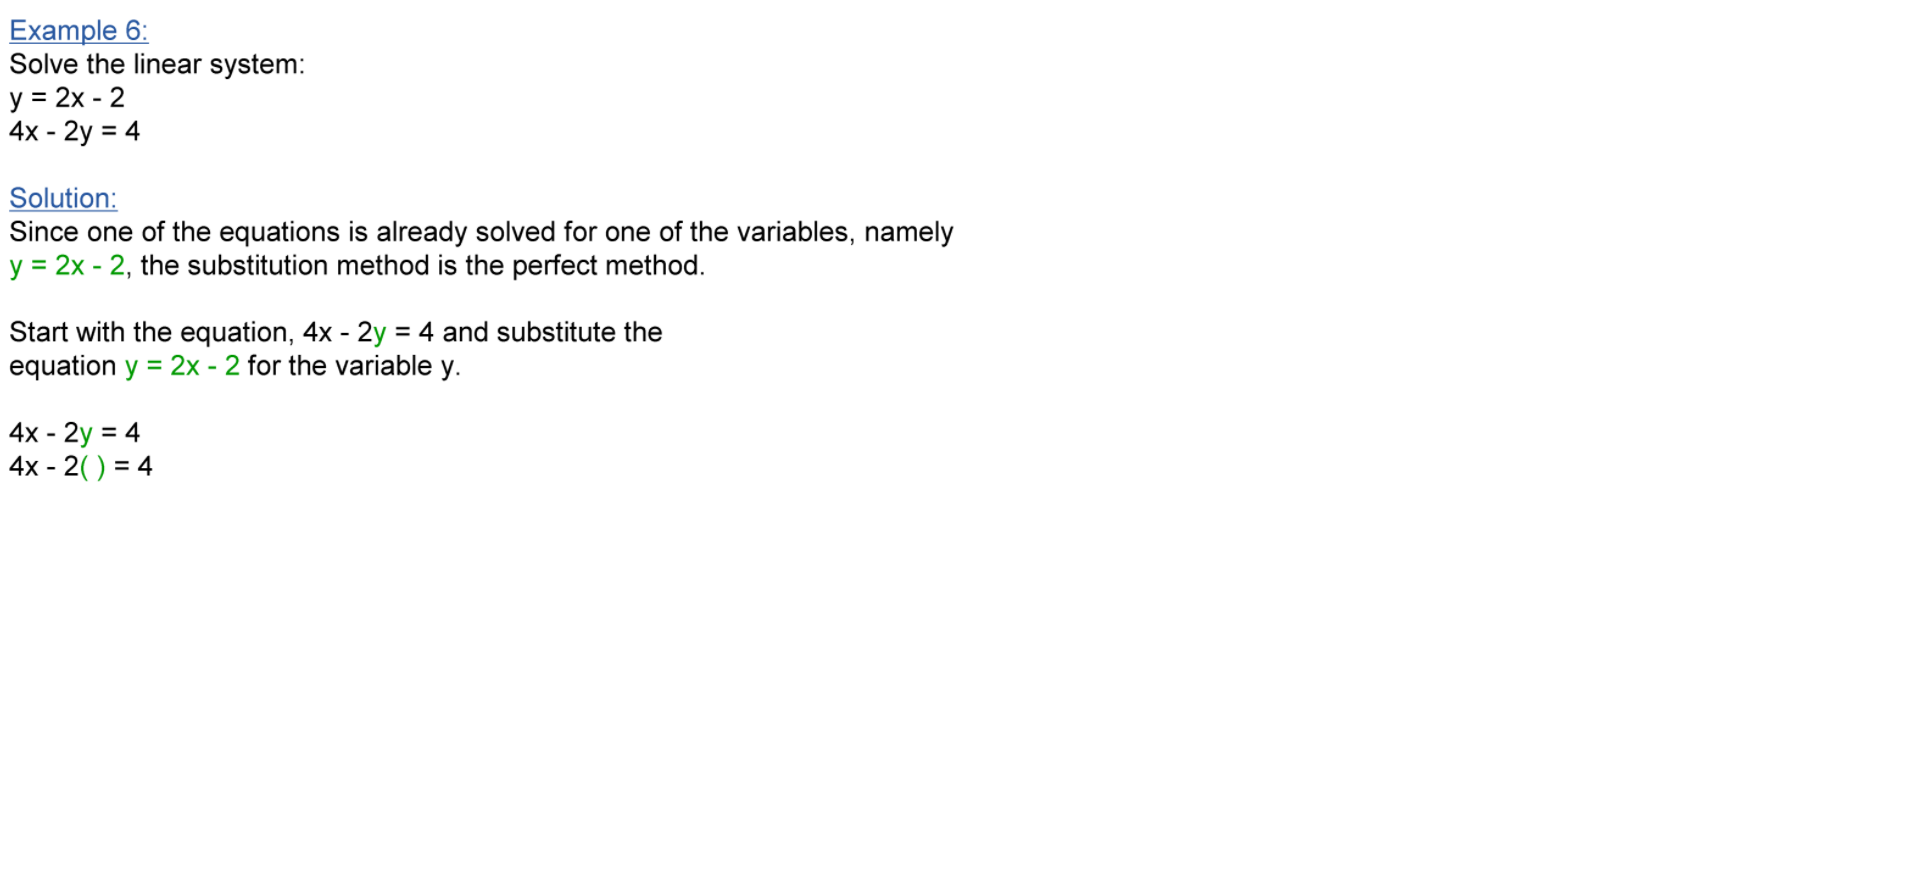 Example 6:
Solve the linear system:
y = 2x - 2
4x - 2y = 4
Solution:
Since one of the equations is already solved for one of the variables, namely
y = 2x - 2, the substitution method is the perfect method.
Start with the equation, 4x - 2y = 4 and substitute the
equation y = 2x - 2 for the variable y.
4x - 2y = 4
4x - 2( ) = 4